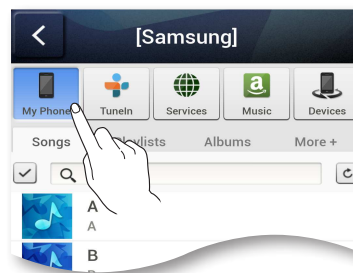 [Samsung]
My Phone TuneIn Services Music Devices
Songs Playlists Albums More +
A
A
B